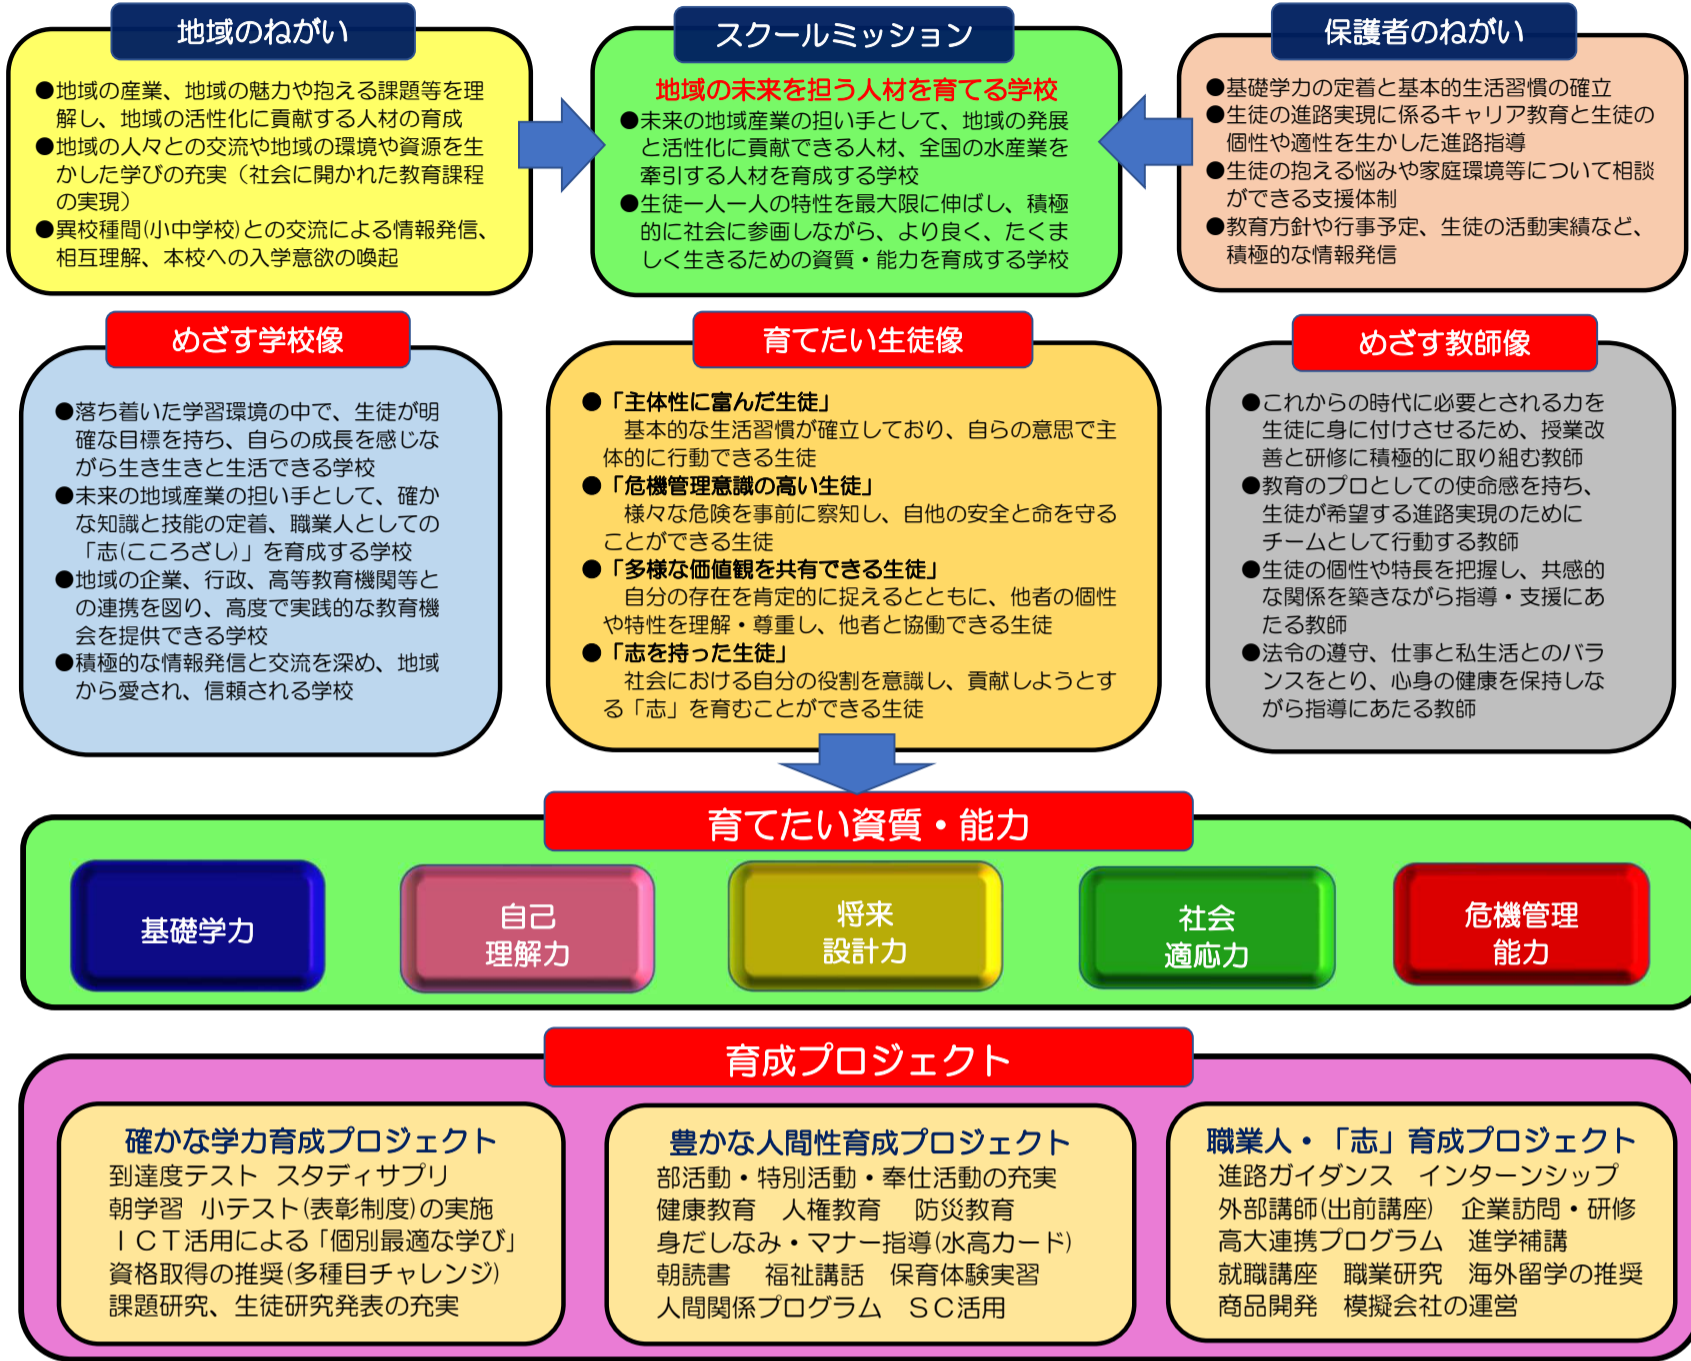 地域のねがい
●地域の産業、地域の魅力や抱える課題等を理
解し、地域の活性化に貢献する人材の育成
●地域の人々との交流や地域の環境や資源を生
かした学びの充実（社会に開かれた教育課程
の実現）
●異校種間(小中学校)との交流による情報発信、
相互理解、本校への入学意欲の喚起
スクールミッション
地域の未来を担う人材を育てる学校
●未来の地域産業の担い手として、地域の発展
と活性化に貢献できる人材、全国の水産業を
牽引する人材を育成する学校
●生徒一人一人の特性を最大限に伸ばし、積極
的に社会に参画しながら、より良く、たくま
しく生きるための資質・能力を育成する学校
保護者のねがい
●基礎学力の定着と基本的生活習慣の確立
●生徒の進路実現に係るキャリア教育と生徒の
個性や適性を生かした進路指導
●生徒の抱える悩みや家庭環境等について相談
ができる支援体制
●教育方針や行事予定、生徒の活動実績など、
積極的な情報発信
めざす学校像
●落ち着いた学習環境の中で、生徒が明
確な目標を持ち、自らの成長を感じな
がら生き生きと生活できる学校
●未来の地域産業の担い手として、確か
な知識と技能の定着、職業人としての
「志(こころざし)」を育成する学校
●地域の企業、行政、高等教育機関等と
の連携を図り、高度で実践的な教育機
会を提供できる学校
●積極的な情報発信と交流を深め、地域
から愛され、信頼される学校
育てたい生徒像
●「主体性に富んだ生徒」
基本的な生活習慣が確立しており、自らの意思で主
体的に行動できる生徒
●「危機管理意識の高い生徒」
様々な危険を事前に察知し、自他の安全と命を守る
ことができる生徒
●「多様な価値観を共有できる生徒」
自分の存在を肯定的に捉えるとともに、他者の個性
や特性を理解・尊重し、他者と協働できる生徒
●「志を持った生徒」
社会における自分の役割を意識し、貢献しようとす
る「志」を育むことができる生徒
めざす教師像
●これからの時代に必要とされる力を
生徒に身に付けさせるため、授業改
善と研修に積極的に取り組む教師
●教育のプロとしての使命感を持ち、
生徒が希望する進路実現のために
チームとして行動する教師
●生徒の個性や特長を把握し、共感的
な関係を築きながら指導・支援にあ
たる教師
●法令の遵守、仕事と私生活とのバラ
ンスをとり、心身の健康を保持しな
がら指導にあたる教師
育てたい資質・能力
基礎学力
自己
理解力
将来
設計力
社会
適応力
危機管理
能力
育成プロジェクト
確かな学力育成プロジェクト
到達度テスト　スタディサプリ
朝学習　小テスト(表彰制度)の実施
ＩＣＴ活用による「個別最適な学び」
資格取得の推奨(多種目チャレンジ)
課題研究、生徒研究発表の充実
豊かな人間性育成プロジェクト
部活動・特別活動・奉仕活動の充実
健康教育　人権教育　防災教育
身だしなみ・マナー指導(水高カード)
朝読書　福祉講話　保育体験実習
人間関係プログラム　ＳＣ活用
職業人・「志」育成プロジェクト
進路ガイダンス　インターンシップ
外部講師(出前講座)　企業訪問・研修
高大連携プログラム　進学補講
就職講座　職業研究　海外留学の推奨
商品開発　模擬会社の運営